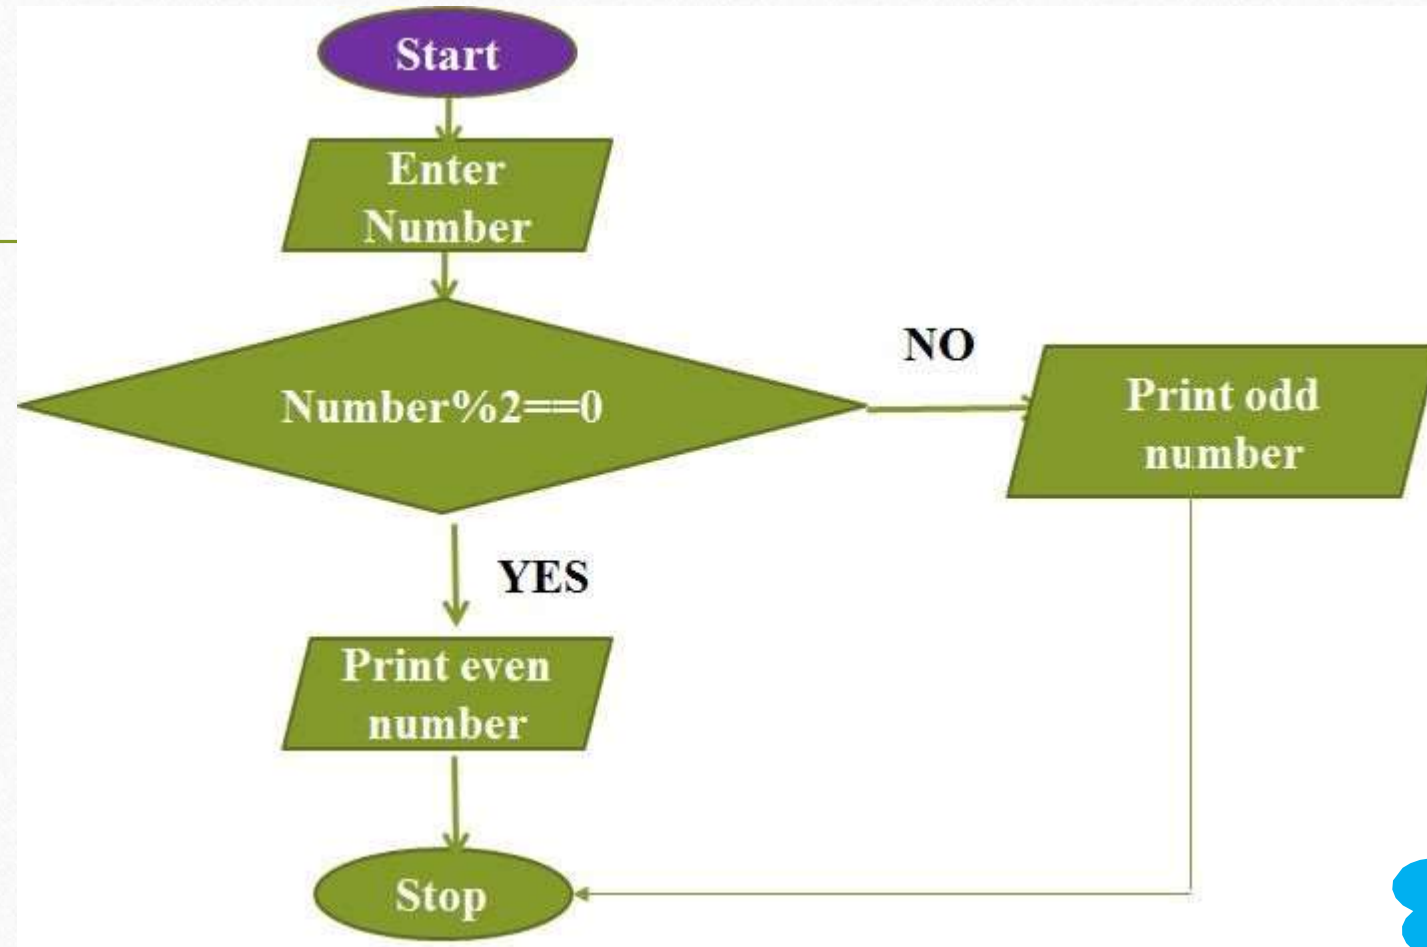 Start
Enter
Number
Number%2==0
NO
Print odd
number
YES
Print even
number
Stop